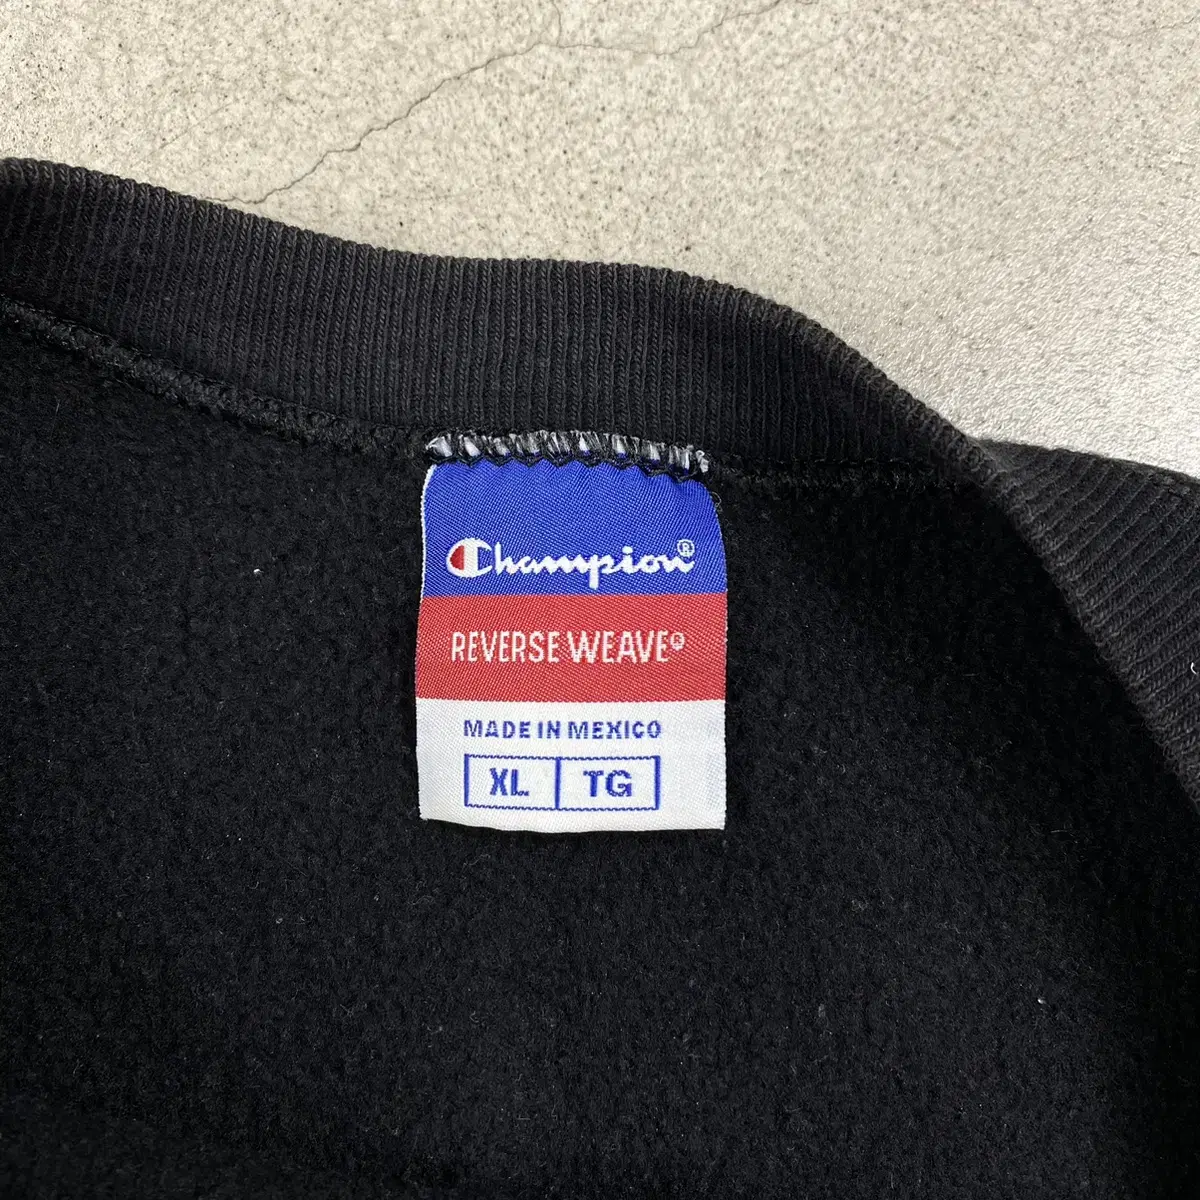 Champion®
REVERSE WEAVE®
MADE IN MEXICO
XL TG